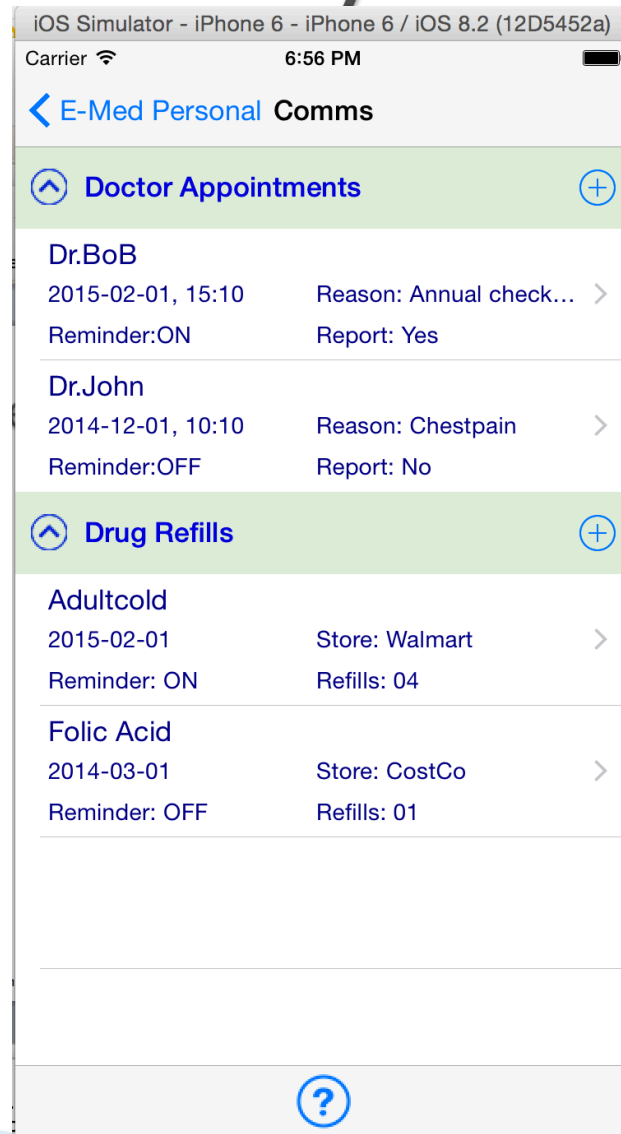 iOS Simulator - iPhone 6 - iPhone 6 / iOS 8.2 (12D5452a)
Carrier 6:56 PM
E-Med Personal Comms
Doctor Appointments
Dr.BoB
2015-02-01, 15:10 Reason: Annual check...
Reminder:ON Report: Yes
Dr.John
2014-12-01, 10:10 Reason: Chestpain
Reminder:OFF Report: No
Drug Refills
Adultcold
2015-02-01 Store: Walmart
Reminder: ON Refills: 04
Folic Acid
2014-03-01 Store: CostCo
Reminder: OFF Refills: 01
?